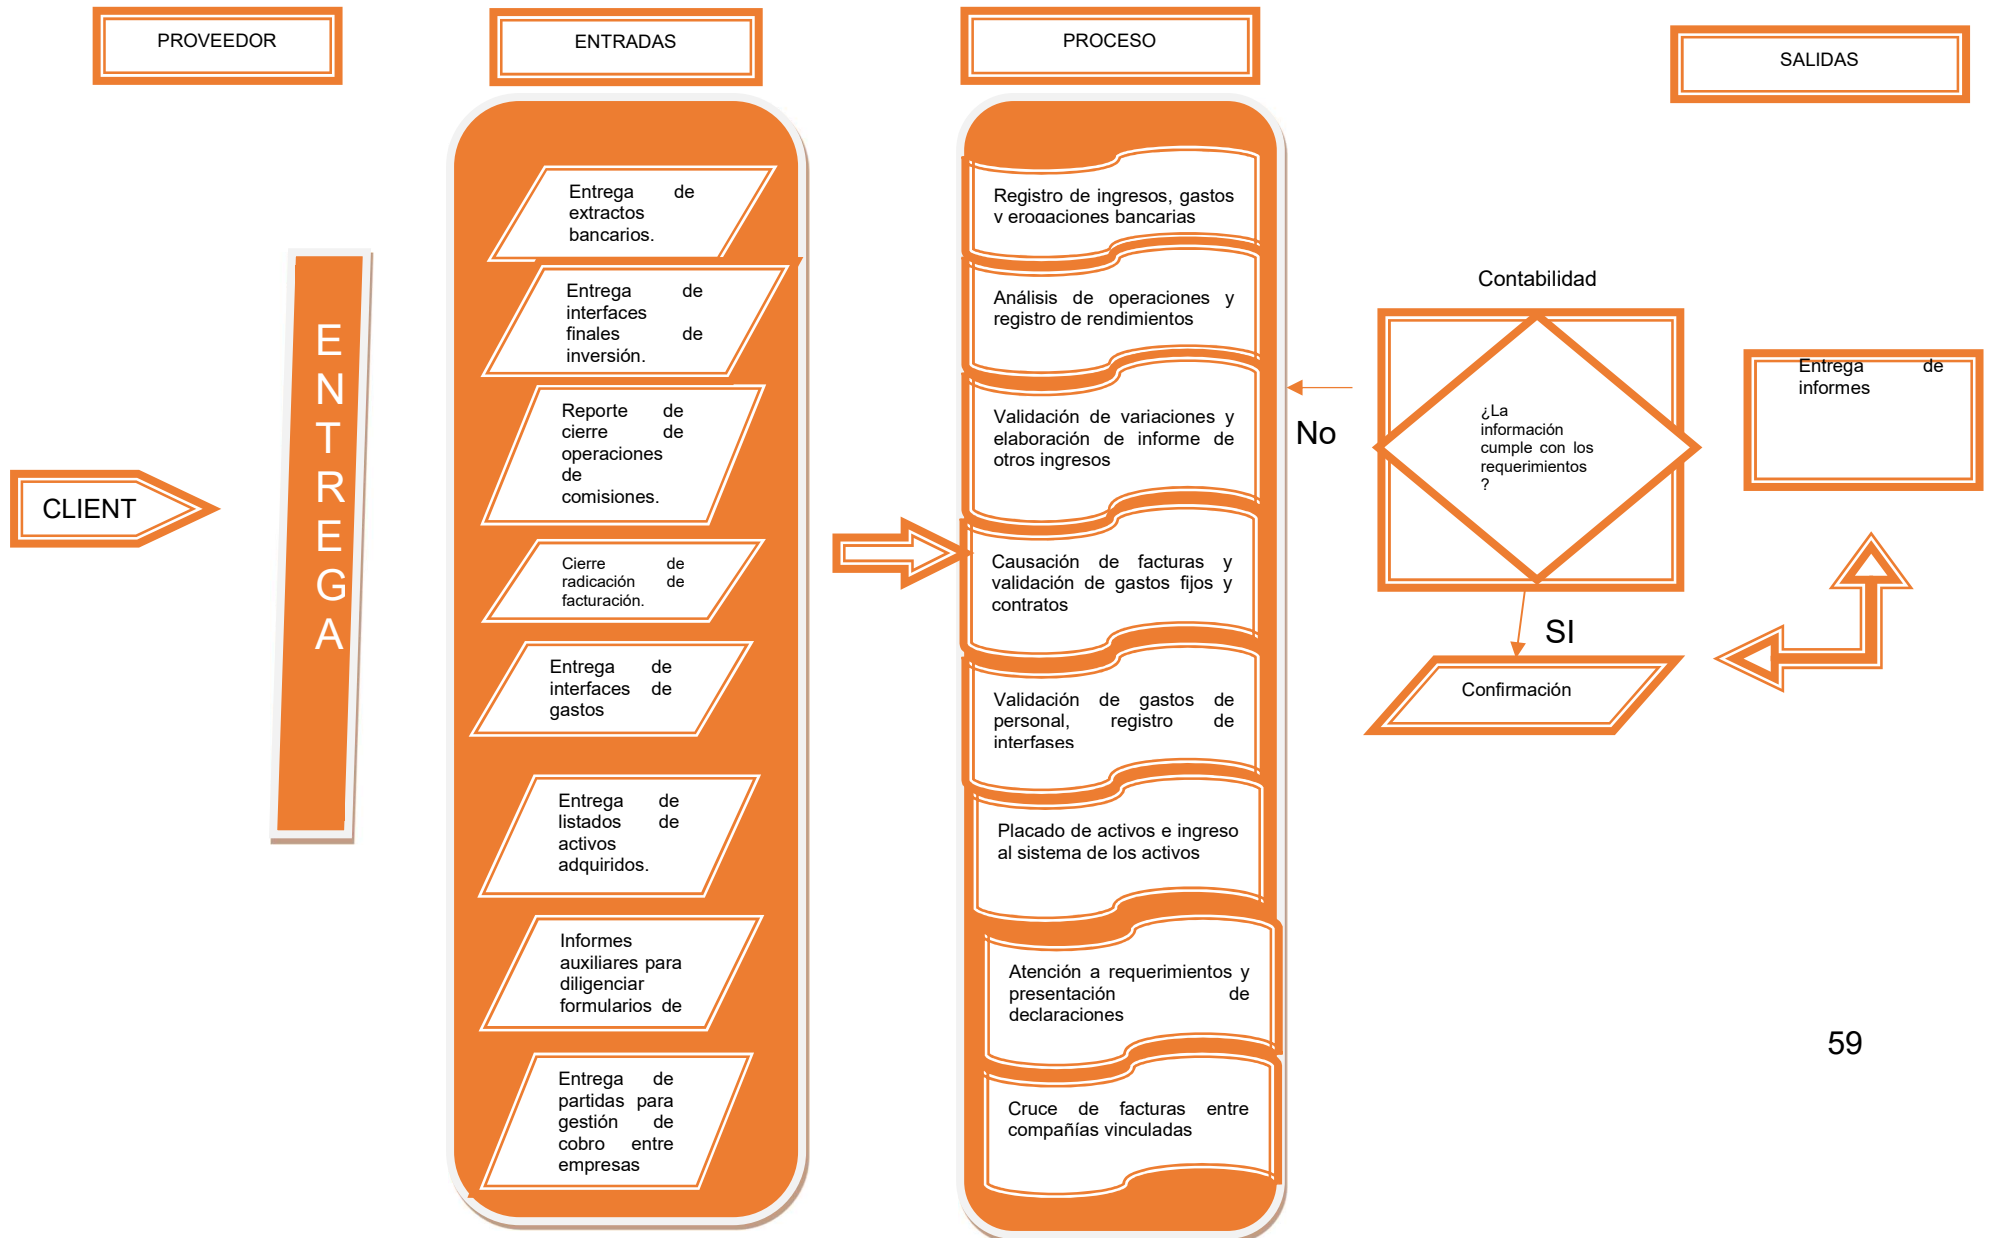 PROVEEDOR
ENTRADAS
PROCESO
SALIDAS
CLIENT
E
N
T
R
E
G
A
Entrega de
extractos
bancarios.
Entrega de
interfaces
finales de
inversión.
Reporte de
cierre de
operaciones
de
comisiones.
Cierre de
radicación de
facturación.
Entrega de
interfaces de
gastos
Entrega de
listados de
activos
adquiridos.
Informes
auxiliares para
diligenciar
formularios de
Entrega de
partidas para
gestión de
cobro entre
empresas
Registro de ingresos, gastos
y erogaciones bancarias
Análisis de operaciones y
registro de rendimientos
Validación de variaciones y
elaboración de informe de
otros ingresos
Causación de facturas y
validación de gastos fijos y
contratos
Validación de gastos de
personal, registro de
interfases
Placado de activos e ingreso
al sistema de los activos
Atención a requerimientos y
presentación de
declaraciones
Cruce de facturas entre
compañías vinculadas
Contabilidad
¿La
información
cumple con los
requerimientos
?
No
SI
Confirmación
Entrega de
informes
59